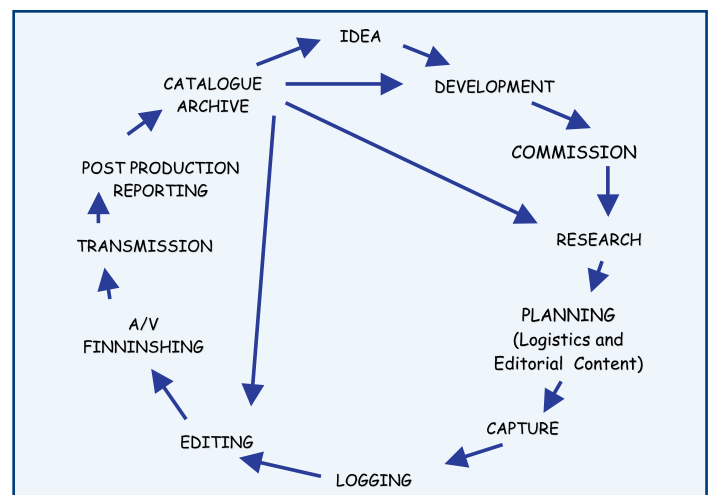 IDEA
DEVELOPMENT
COMMISSION
RESEARCH
PLANNING
(Logistics and
Editorial Content)
CAPTURE
LOGGING
EDITING
A/V
FINNINSHING
TRANSMISSION
POST PRODUCTION
REPORTING
CATALOGUE
ARCHIVE